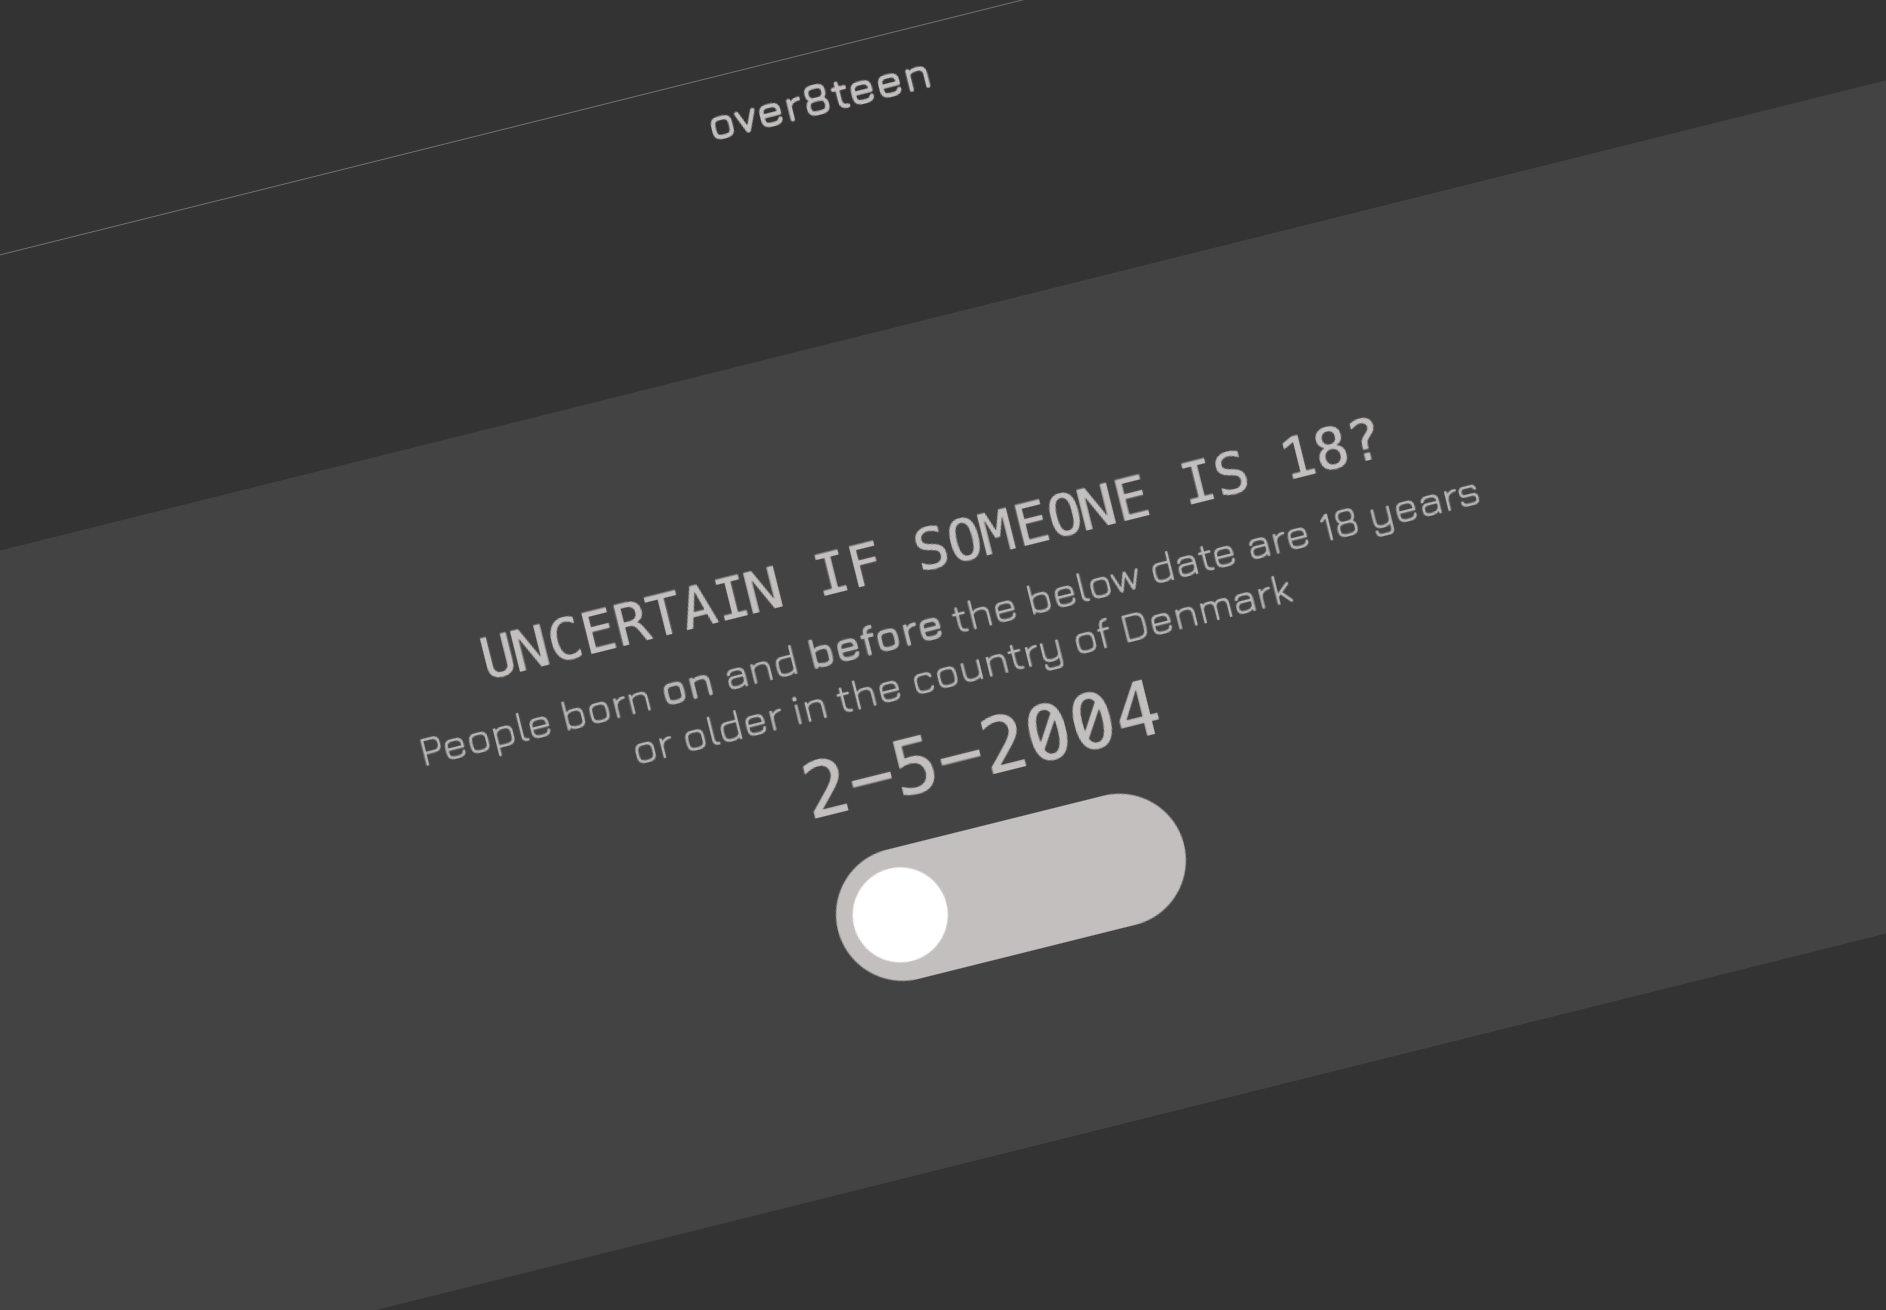 over8teen
UNCERTAIN IF SOMEONE IS 18?
People born on and before the below date are 18 years
or older in the country of Denmark
2–5–2004